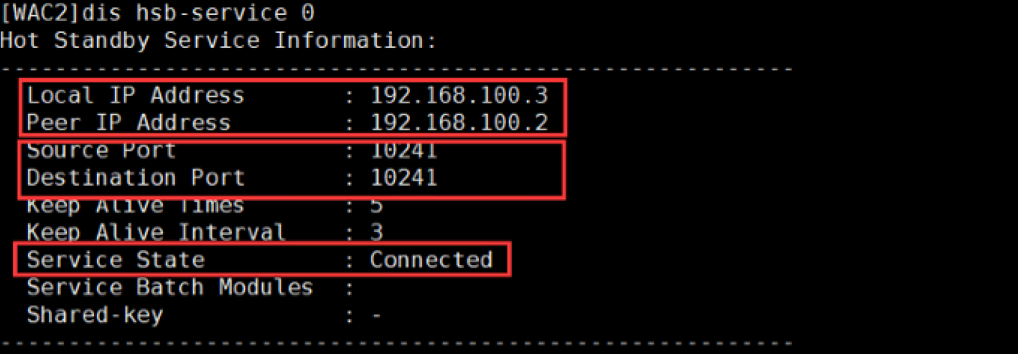 [WAC2]dis hsb-service 0
Hot Standby Service Information:
----------------------------------------------------------
Local IP Address : 192.168.100.3
Peer IP Address : 192.168.100.2
Source Port : 10241
Destination Port : 10241
Keep Alive Times : 5
Keep Alive Interval : 3
Service State : Connected
Service Batch Modules :
Shared-key : -
----------------------------------------------------------